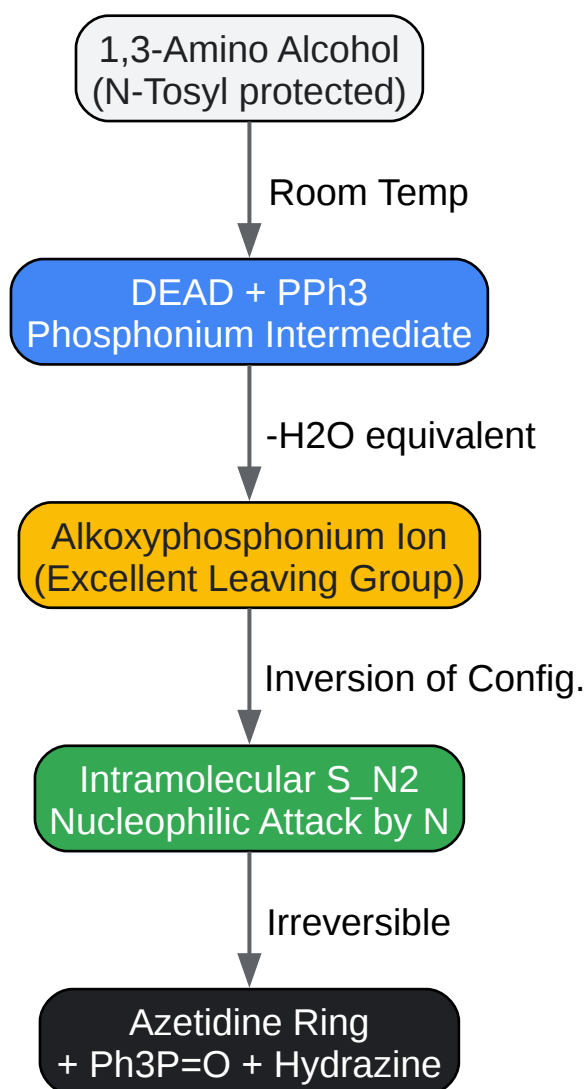 1,3-Amino Alcohol
(N-Tosyl protected)
Room Temp
DEAD + PPh3
Phosphonium Intermediate
-H2O equivalent
Alkoxyphosphonium Ion
(Excellent Leaving Group)
Inversion of Config.
Intramolecular S_N2
Nucleophilic Attack by N
Irreversible
Azetidine Ring
+ Ph3P=O + Hydrazine